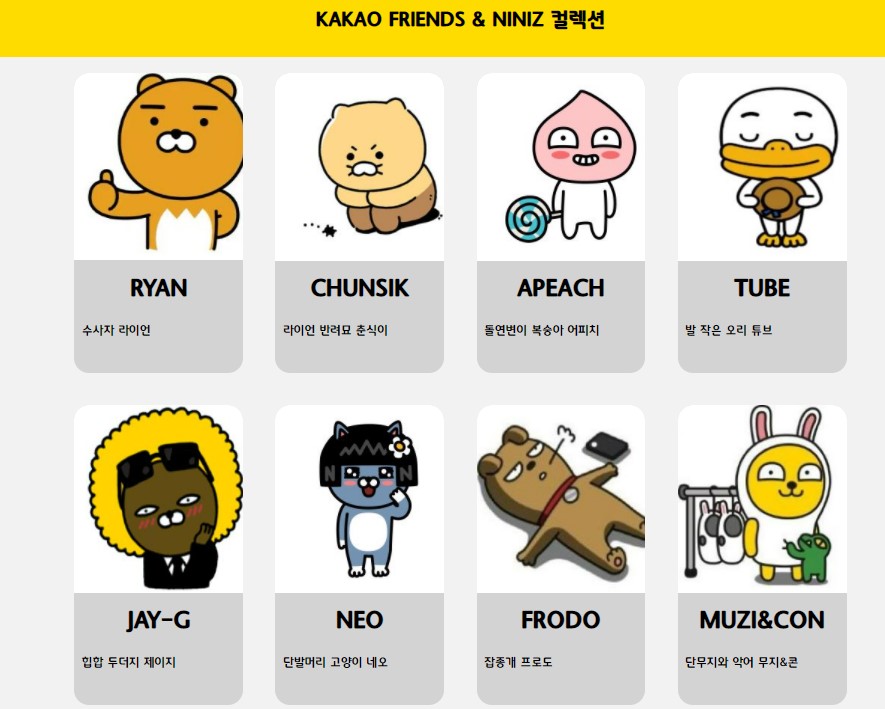 KAKAO FRIENDS & NINIZ 컬렉션
RYAN
수사자 라이언
CHUNSIK
라이언 반려묘 춘식이
APEACH
돌연변이 복숭아 어피치
TUBE
발 작은 오리 튜브
JAY-G
힙합 두더지 제이지
NEO
단발머리 고양이 네오
FRODO
잡종개 프로도
MUZI&CON
단무지와 악어 무지&콘